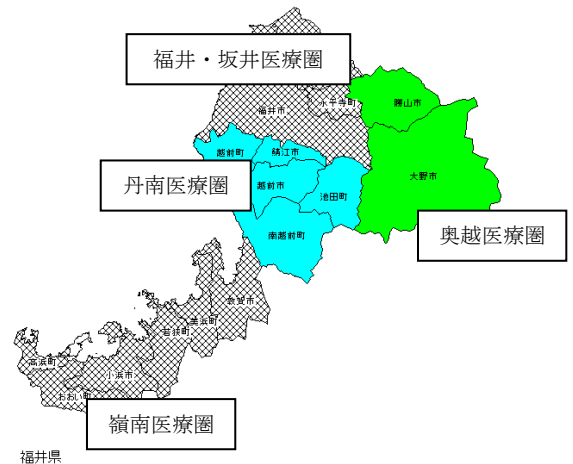 福井・坂井医療圏
永平寺町
勝山市
福井市
越前町
鯖江市
丹南医療圏
越前市
池田町
大野市
南越前町
奥越医療圏
敦賀市
美浜町
若狭町
高浜町
小浜市
おおい町
嶺南医療圏
福井県